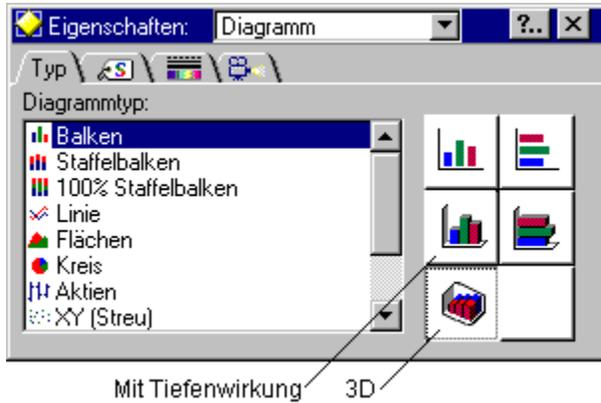 Eigenschaften: Diagramm ?..
Typ S
Diagrammtyp:
Balken
Staffelbalken
100% Staffelbalken
Linie
Flächen
Kreis
Aktien
XY (Streu)
Mit Tiefenwirkung 3D